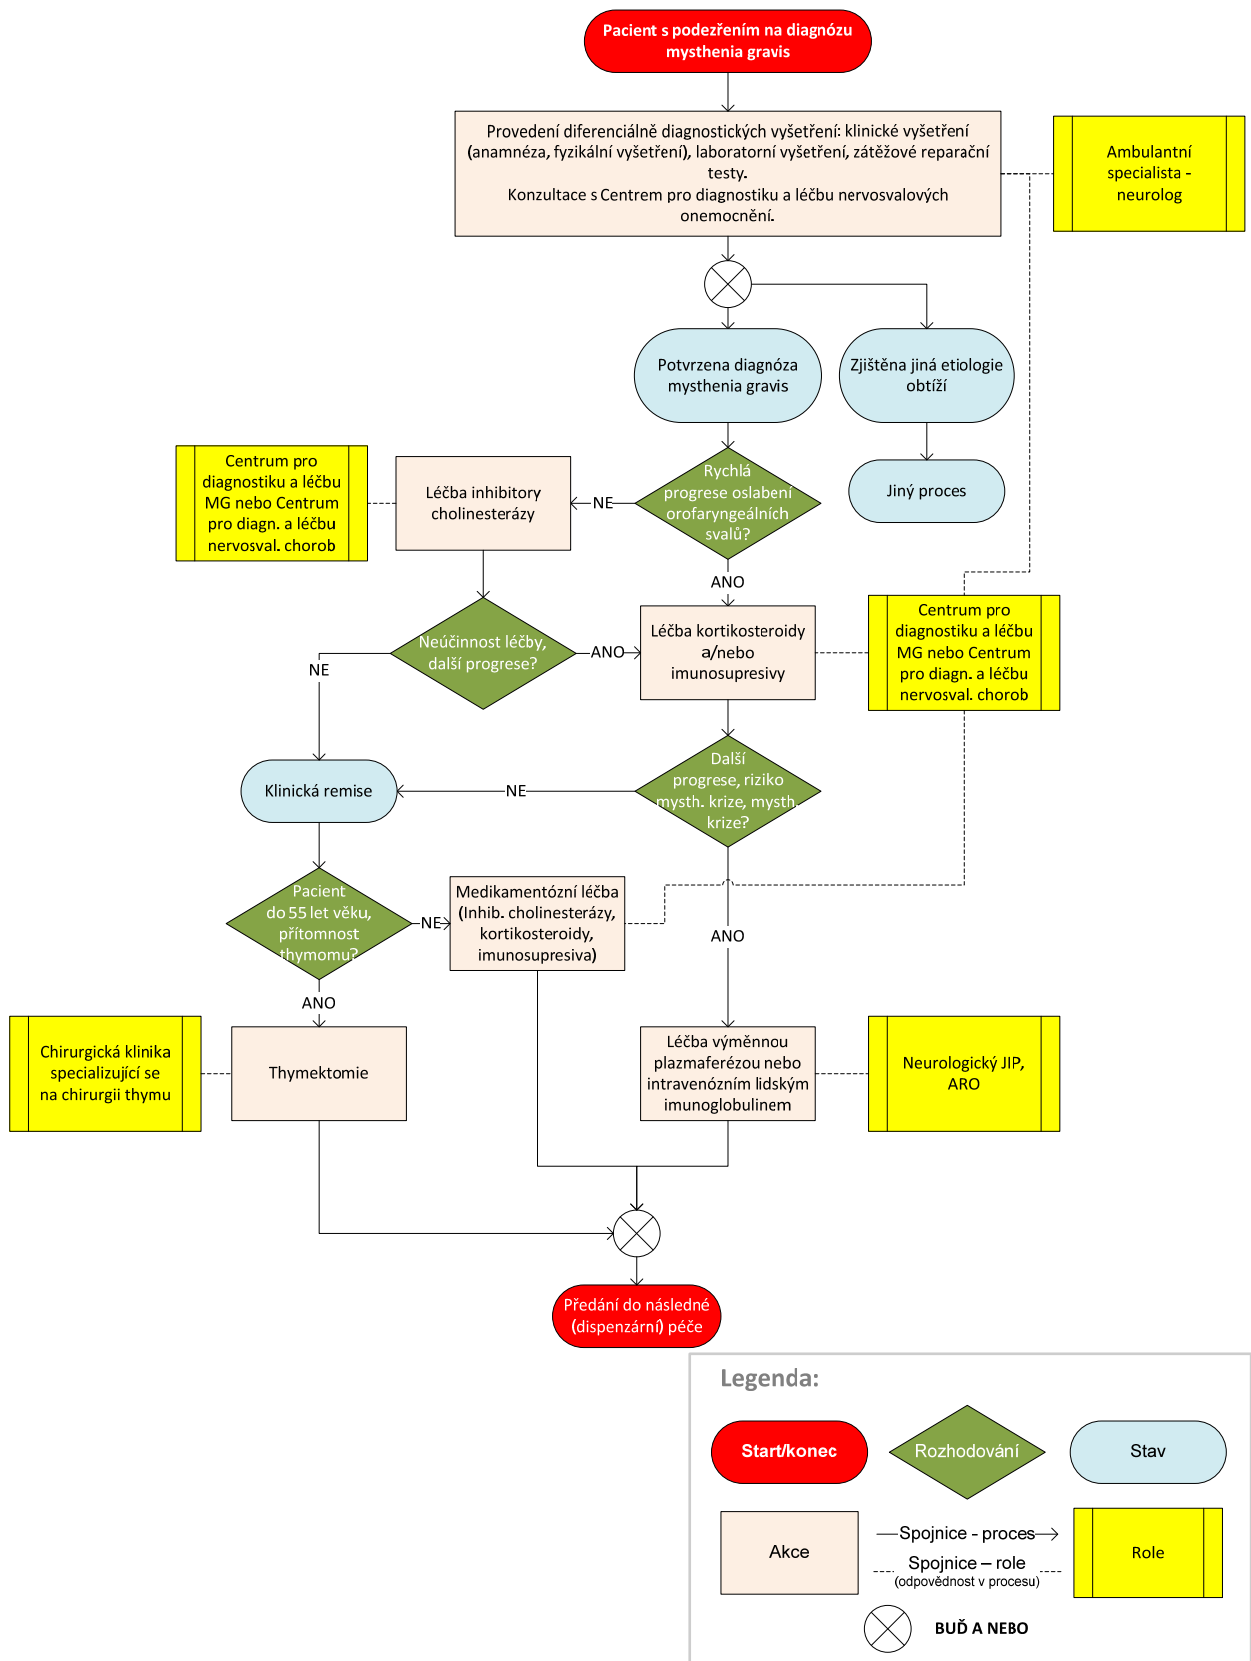 Pacient s podezřením na diagnózu
mysthenia gravis
Provedení diferenciálně diagnostických vyšetření: klinické vyšetření
(anamnéza, fyzikální vyšetření), laboratorní vyšetření, zátěžové reparační
testy.
Konzultace s Centrem pro diagnostiku a léčbu nervosvalových
onemocnění.
Ambulantní
specialista -
neurolog
Potvrzena diagnóza
mysthenia gravis
Zjištěna jiná etiologie
obtíží
Centrum pro
diagnostiku a léčbu
MG nebo Centrum
pro diagn. a léčbu
nervosval. chorob
Léčba inhibitory
cholinesterázy
NE
Rychlá
progrese oslabení
orofaryngeálních
svalů?
Jiný proces
ANO
Neúčinnost léčby,
další progrese?
ANO
Léčba kortikosteroidy
a/nebo
imunosupresivy
Centrum pro
diagnostiku a léčbu
MG nebo Centrum
pro diagn. a léčbu
nervosval. chorob
NE
Klinická remise
NE
Další
progrese, riziko
mysth. krize, mysth.
krize?
Pacient
do 55 let věku,
přítomnost
thymomu?
NE
Medikamentózní léčba
(Inhib. cholinesterázy,
kortikosteroidy,
imunosupresiva)
ANO
ANO
Chirurgická klinika
specializující se
na chirurgii thymu
Thymektomie
Léčba výměnnou
plazmaferézou nebo
intravenózním lidským
imunoglobulinem
Neurologický JIP,
ARO
Předání do následné
(dispenzární) péče
Legenda:
Start/konec
Rozhodování
Stav
Akce
Spojnice - proces
Spojnice – role
(odpovědnost v procesu)
Role
BUĎ A NEBO